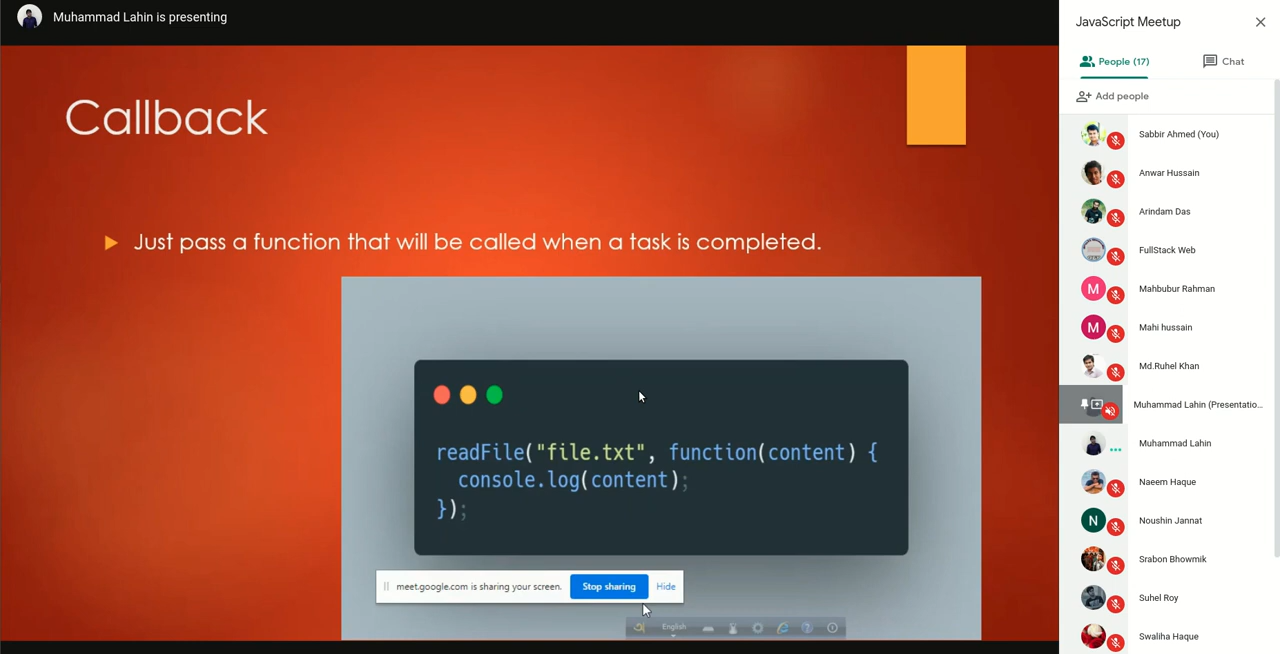 Muhammad Lahin is presenting
Callback
Just pass a function that will be called when a task is completed.
readFile("file.txt", function(content) {
console.log(content);
});
meet.google.com is sharing your screen.
Stop sharing
Hide
English
JavaScript Meetup
People (17)
Chat
Add people
Sabbir Ahmed (You)
Anwar Hussain
Arindam Das
FullStack Web
M
Mahbubur Rahman
M
Mahi hussain
Md.Ruhel Khan
Muhammad Lahin (Presentatio...
Muhammad Lahin
Naeem Haque
N
Noushin Jannat
Srabon Bhowmik
Suhel Roy
Swaliha Haque